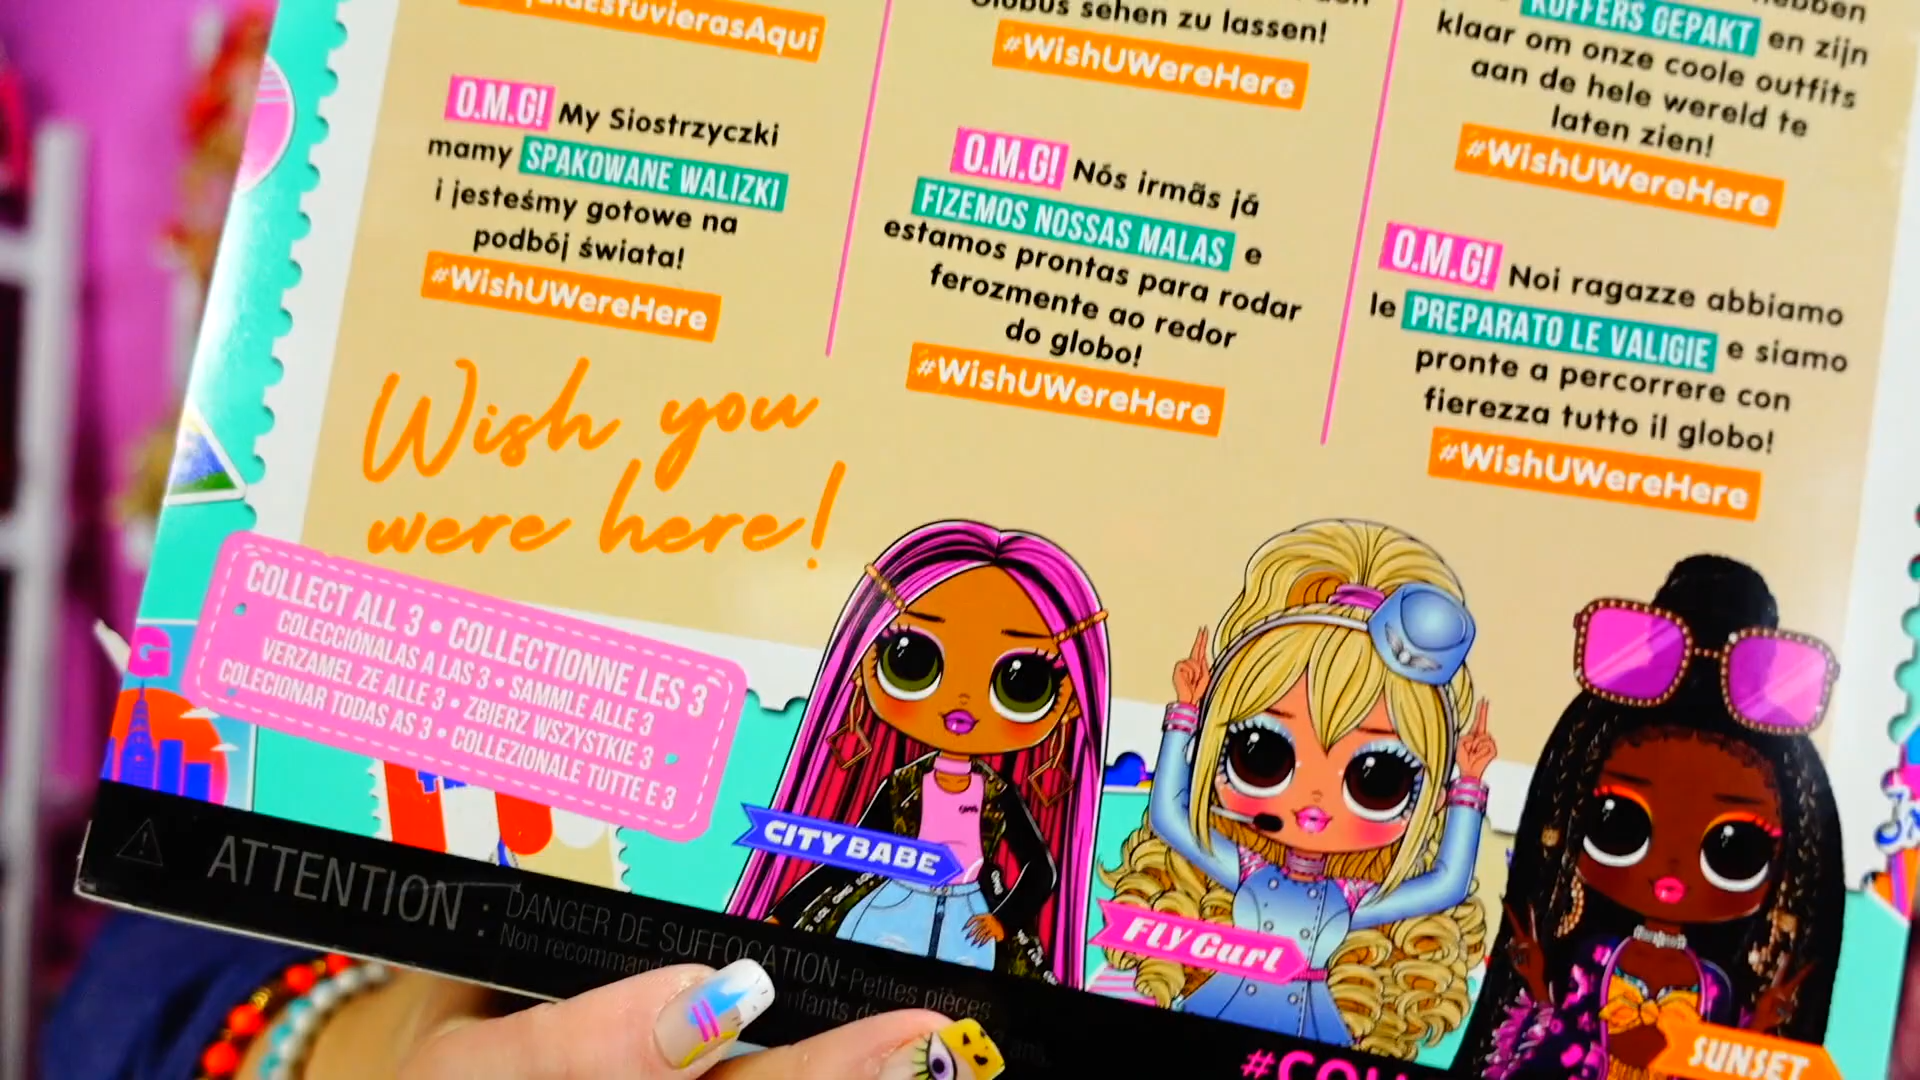 #WishUWereHere
O.M.G! My Siostrzyczki
mamy SPAKOWANE WALIZKI
i jesteśmy gotowe na
podbój świata!
#WishUWereHere
Wish you
were here!
sehen zu lassen!
#WishUWereHere
O.M.G! Nós irmãs já
FIZEMOS NOSSAS MALAS e
estamos prontas para rodar
ferozmente ao redor
do globo!
#WishUWereHere
KOFFERS GEPAKT en zijn
klaar om onze coole outfits
aan de hele wereld te
laten zien!
#WishUWereHere
O.M.G! Noi ragazze abbiamo
le PREPARATO LE VALIGIE e siamo
pronte a percorrere con
fierezza tutto il globo!
#WishUWereHere
COLLECT ALL 3 • COLLECTIONNE LES 3
COLECCIÓNALAS A LAS 3 • SAMMLE ALLE 3
VERZAMEL ZE ALLE 3 • ZBIERZ WSZYSTKIE 3
COLECIONAR TODAS AS 3 • COLLEZIONALE TUTTE E 3
CITY BABE
FLY Gurl
SUNSET
ATTENTION :
DANGER DE SUFFOCATION-Petites pièces
Non